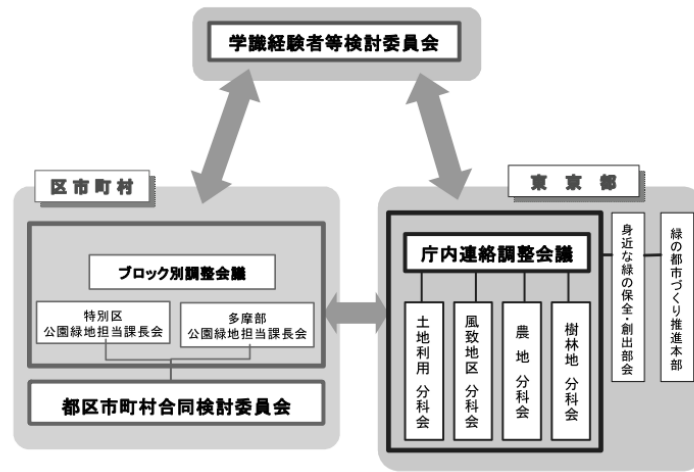 学識経験者等検討委員会
区市町村
東京都
ブロック別調整会議
特別区
公園緑地担当課長会
多摩部
公園緑地担当課長会
都区市町村合同検討委員会
庁内連絡調整会議
土地利用 分科会
風致地区 分科会
農 地 分科会
樹林地 分科会
身近な緑の保全・創出部会
緑の都市づくり推進本部